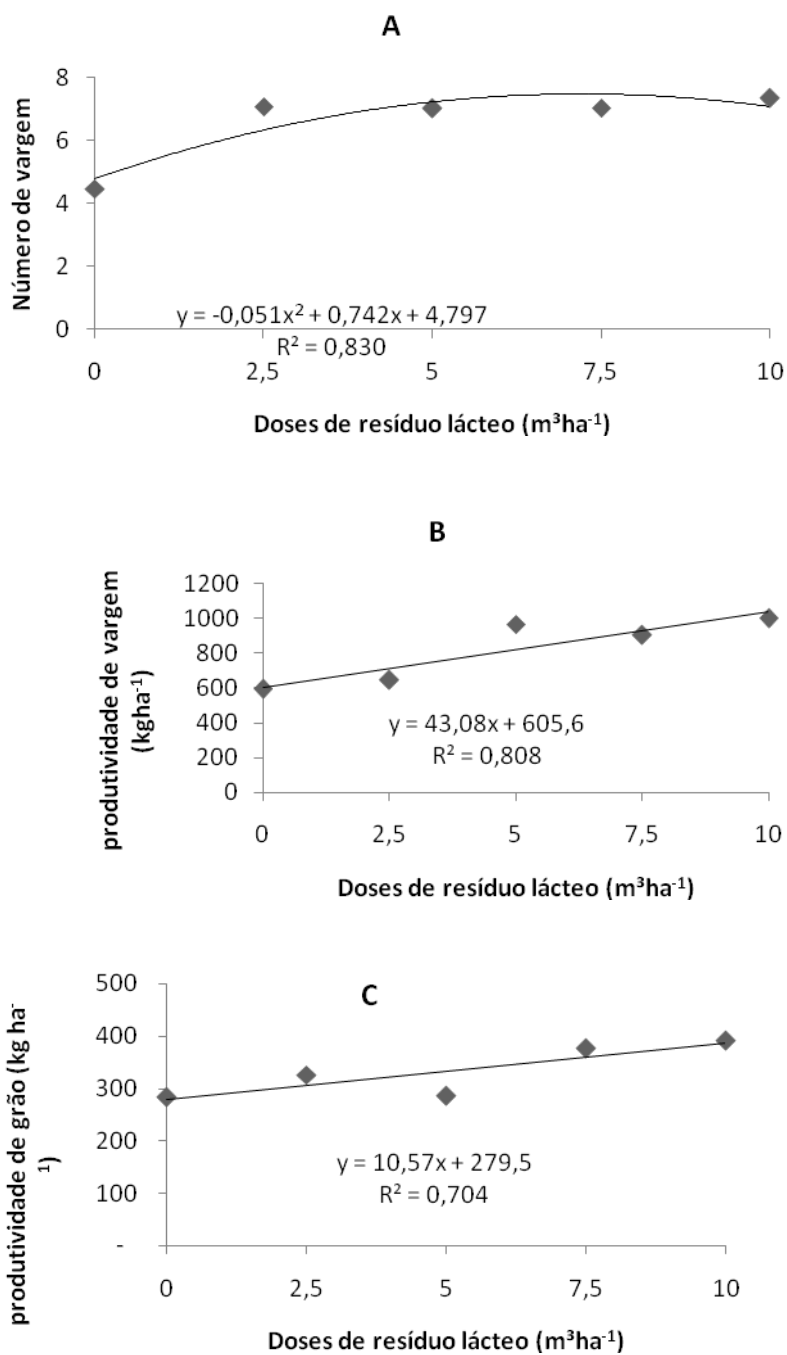 A
8
6
4
2
0
Número de vargem
y = -0,051x² + 0,742x + 4,797
R² = 0,830
0 2,5 5 7,5 10
Doses de resíduo lácteo (m³ha⁻¹)
B
1200
1000
800
600
400
200
0
produtividade de vargem
(kgha⁻¹)
y = 43,08x + 605,6
R² = 0,808
0 2,5 5 7,5 10
Doses de resíduo lácteo (m³ha⁻¹)
C
500
400
300
200
100
-
produtividade de grão (kg ha⁻
¹)
y = 10,57x + 279,5
R² = 0,704
0 2,5 5 7,5 10
Doses de resíduo lácteo (m³ha⁻¹)